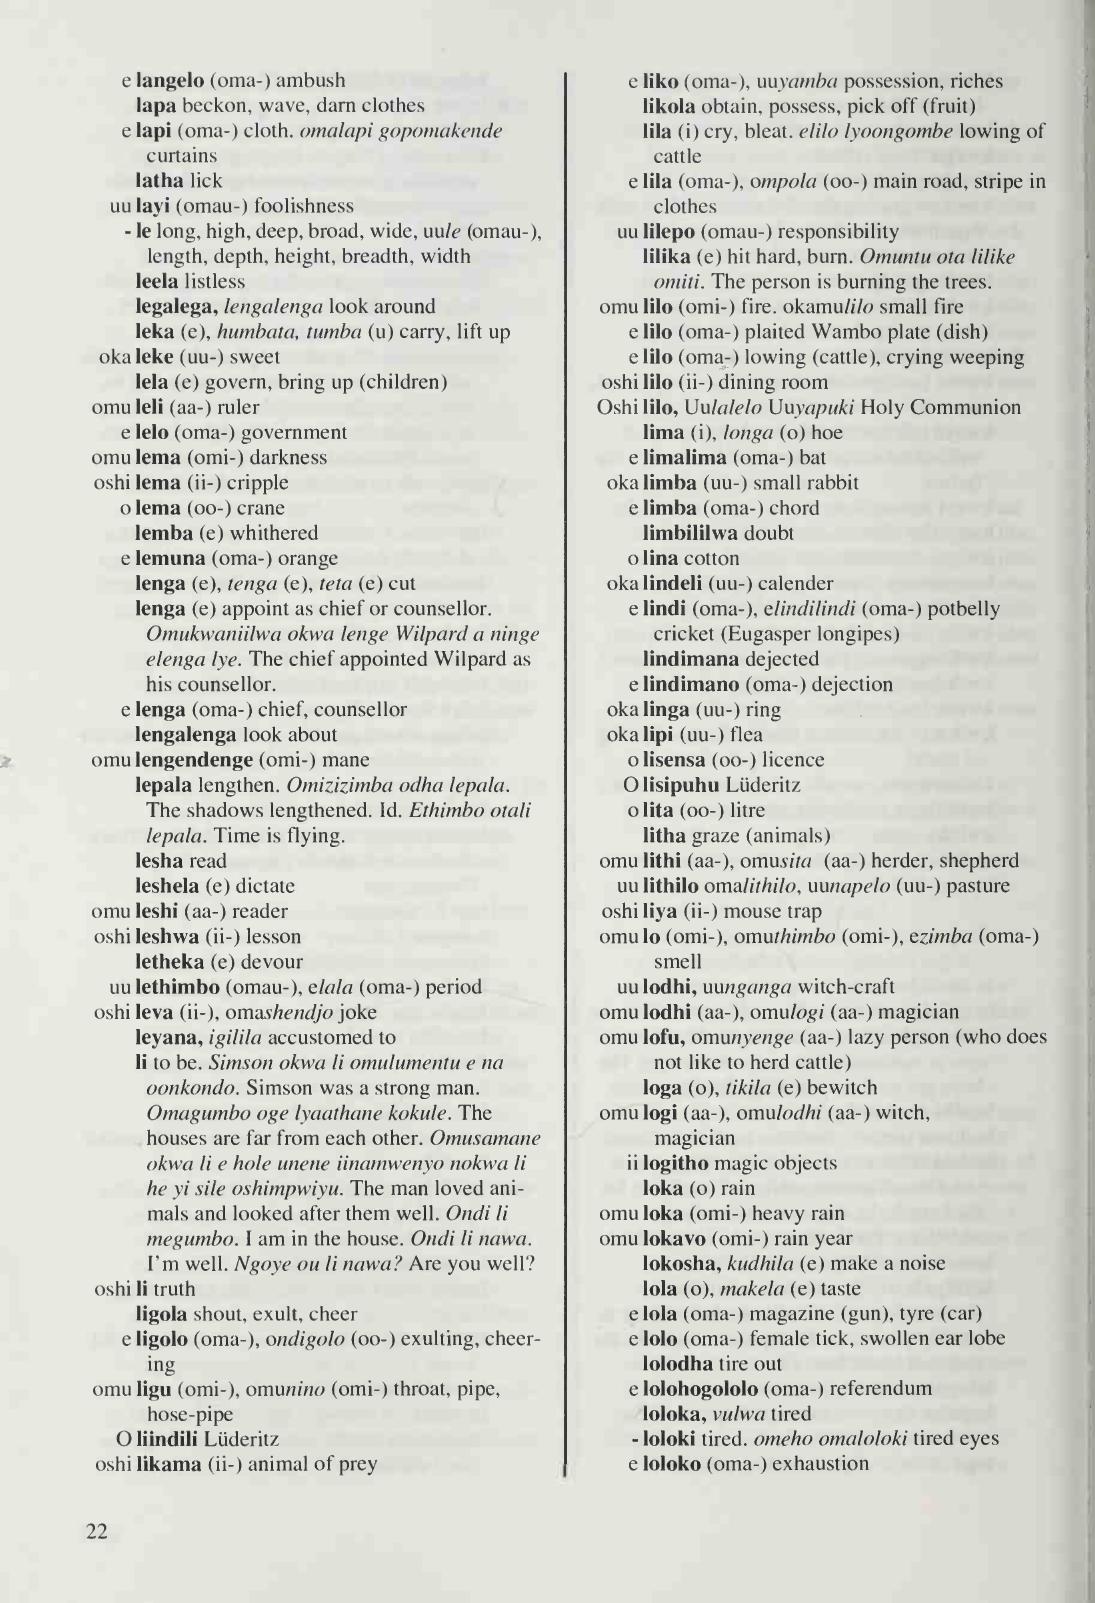 e langelo (oma-) ambush
lapa beckon, wave, darn clothes
e lapi (oma-) cloth. omalapi gopomakende
curtains
latha lick
uu layi (omau-) foolishness
- le long, high, deep, broad, wide, uule (omau-),
length, depth, height, breadth, width
leela listless
legalega, lengalenga look around
leka (e), humbata, tumba (u) carry, lift up
oka leke (uu-) sweet
lela (e) govern, bring up (children)
omu leli (aa-) ruler
e lelo (oma-) government
omu lema (omi-) darkness
oshi lema (ii-) cripple
o lema (oo-) crane
lemba (e) whithered
e lemuna (oma-) orange
lenga (e), tenga (e), teta (e) cut
lenga (e) appoint as chief or counsellor.
Omukwaniilwa okwa lenge Wilpard a ninge
elenga lye. The chief appointed Wilpard as
his counsellor.
e lenga (oma-) chief, counsellor
lengalenga look about
omu lengendenge (omi-) mane
lepala lengthen. Omizizimba odha lepala.
The shadows lengthened. Id. Ethimbo otali
lepala. Time is flying.
lesha read
leshela (e) dictate
omu leshi (aa-) reader
oshi leshwa (ii-) lesson
letheka (e) devour
uu lethimbo (omau-), elala (oma-) period
oshi leva (ii-), omashendjo joke
leyana, igilila accustomed to
li to be. Simson okwa li omulumentu e na
oonkondo. Simson was a strong man.
Omagumbo oge lyaathane kokule. The
houses are far from each other. Omusamane
okwa li e hole unene iinamwenyo nokwa li
he yi sile oshimpwiyu. The man loved ani-
mals and looked after them well. Ondi li
megumbo. I am in the house. Ondi li nawa.
I'm well. Ngoye ou li nawa? Are you well?
oshi li truth
ligola shout, exult, cheer
e ligolo (oma-), ondigolo (oo-) exulting, cheer-
ing
omu ligu (omi-), omunino (omi-) throat, pipe,
hose-pipe
O liindili Lüderitz
oshi likama (ii-) animal of prey
e liko (oma-), uuyamba possession, riches
likola obtain, possess, pick off (fruit)
lila (i) cry, bleat. elilo lyoongombe lowing of
cattle
e lila (oma-), ompola (oo-) main road, stripe in
clothes
uu lilepo (omau-) responsibility
lilika (e) hit hard, burn. Omuntu ota lilike
omiti. The person is burning the trees.
omu lilo (omi-) fire. okamulilo small fire
e lilo (oma-) plaited Wambo plate (dish)
e lilo (oma-) lowing (cattle), crying weeping
oshi lilo (ii-) dining room
Oshi lilo, Uulalelo Uuyapuki Holy Communion
lima (i), longa (o) hoe
e limalima (oma-) bat
oka limba (uu-) small rabbit
e limba (oma-) chord
limbililwa doubt
o lina cotton
oka lindeli (uu-) calender
e lindi (oma-), elindilindi (oma-) potbelly
cricket (Eugasper longipes)
lindimana dejected
e lindimano (oma-) dejection
oka linga (uu-) ring
oka lipi (uu-) flea
o lisensa (oo-) licence
O lisipuhu Lüderitz
o lita (oo-) litre
litha graze (animals)
omu lithi (aa-), omusita (aa-) herder, shepherd
uu lithilo omalithilo, uunapelo (uu-) pasture
oshi liya (ii-) mouse trap
omu lo (omi-), omuthimbo (omi-), ezimba (oma-)
smell
uu lodhi, uunganga witch-craft
omu lodhi (aa-), omulogi (aa-) magician
omu lofu, omunyenge (aa-) lazy person (who does
not like to herd cattle)
loga (o), tikila (e) bewitch
omu logi (aa-), omulodhi (aa-) witch,
magician
ii logitho magic objects
loka (o) rain
omu loka (omi-) heavy rain
omu lokavo (omi-) rain year
lokosha, kudhila (e) make a noise
lola (o), makela (e) taste
e lola (oma-) magazine (gun), tyre (car)
e lolo (oma-) female tick, swollen ear lobe
lolodha tire out
e lolohogololo (oma-) referendum
loloka, vulwa tired
- loloki tired. omeho omaloloki tired eyes
e loloko (oma-) exhaustion
22